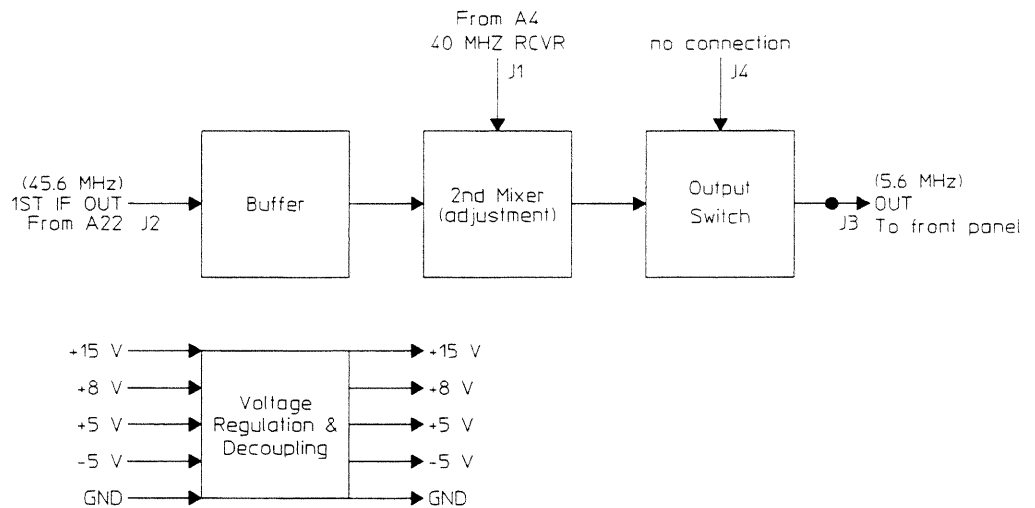 From A4
40 MHZ RCVR
J1
no connection
J4
(45.6 MHz)
1ST IF OUT
From A22 J2
Buffer
2nd Mixer
(adjustment)
Output
Switch
(5.6 MHz)
OUT
J3
To front panel
+15 V
+8 V
+5 V
-5 V
GND
Voltage
Regulation &
Decoupling
+15 V
+8 V
+5 V
-5 V
GND